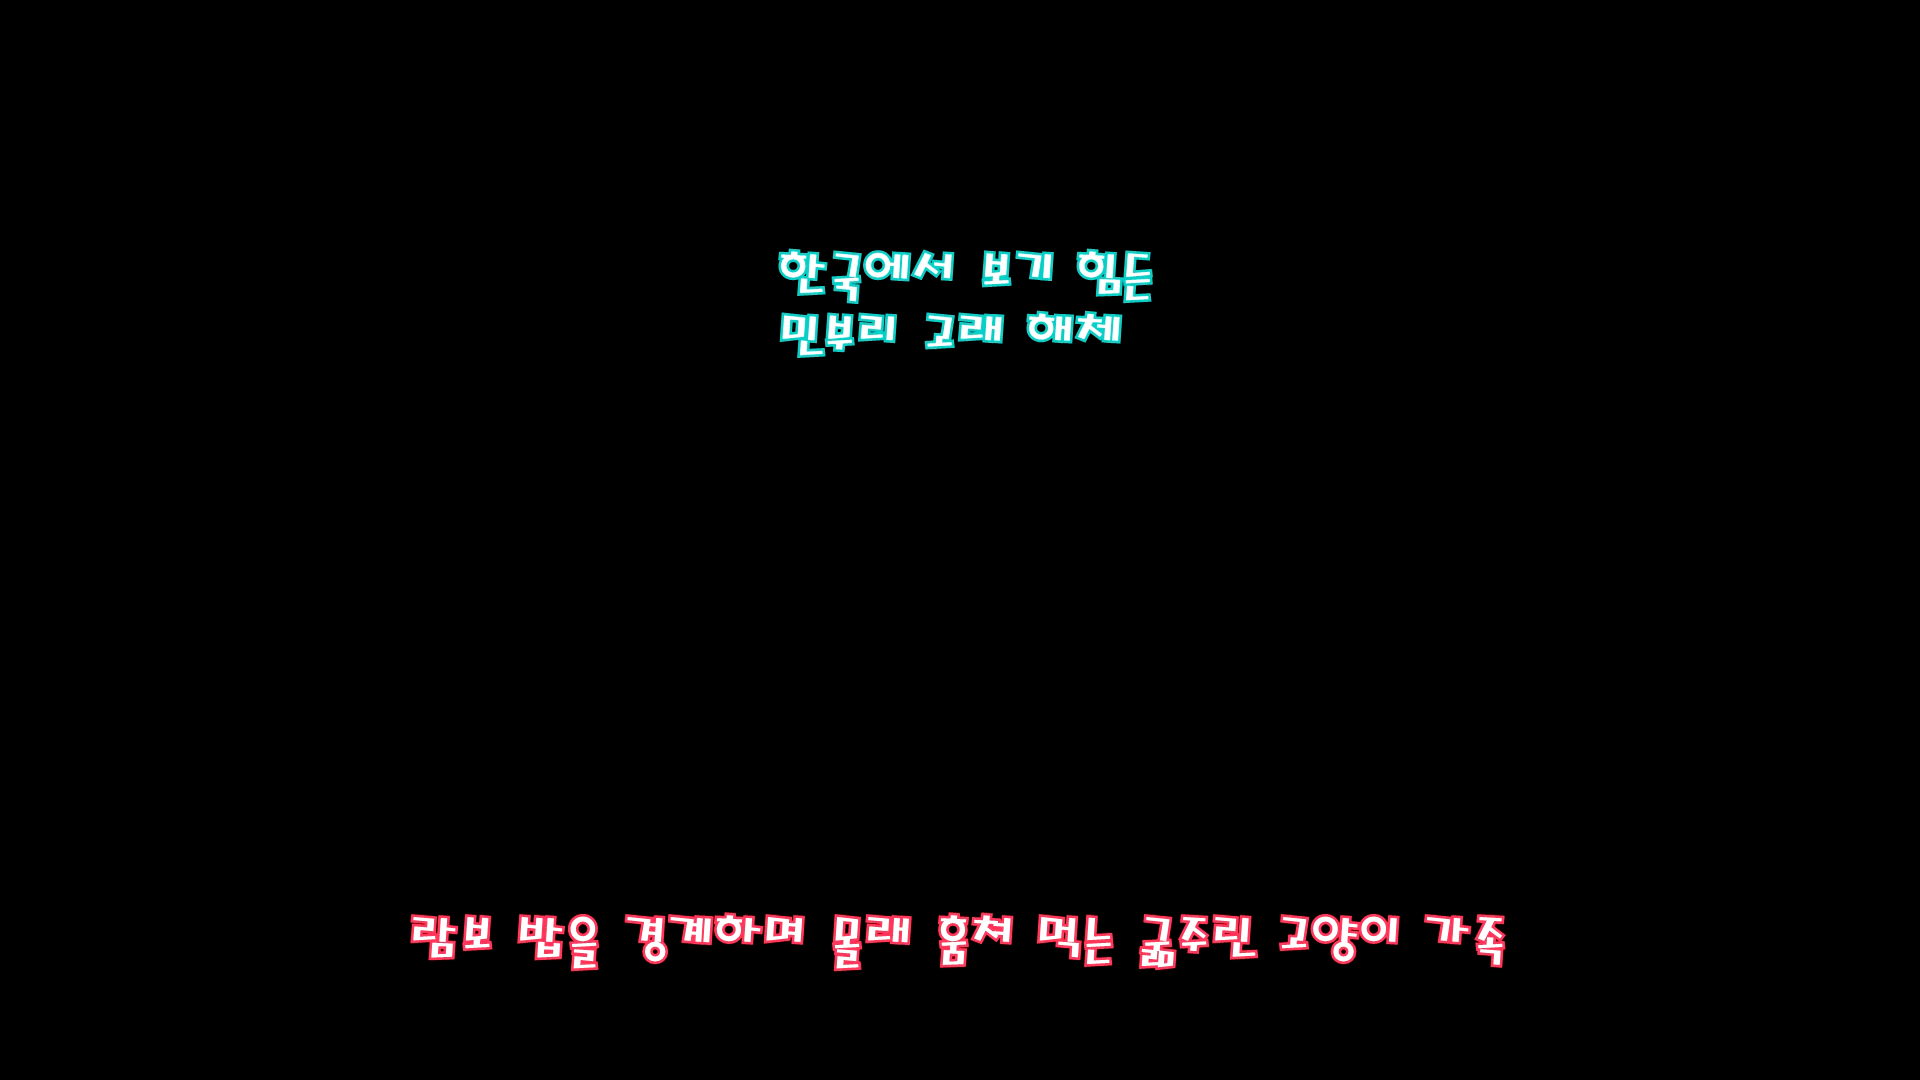 한국에서 보기 힘든
민부리 고래 해체
람보 밥을 경계하며 몰래 훔쳐 먹는 굶주린 고양이 가족